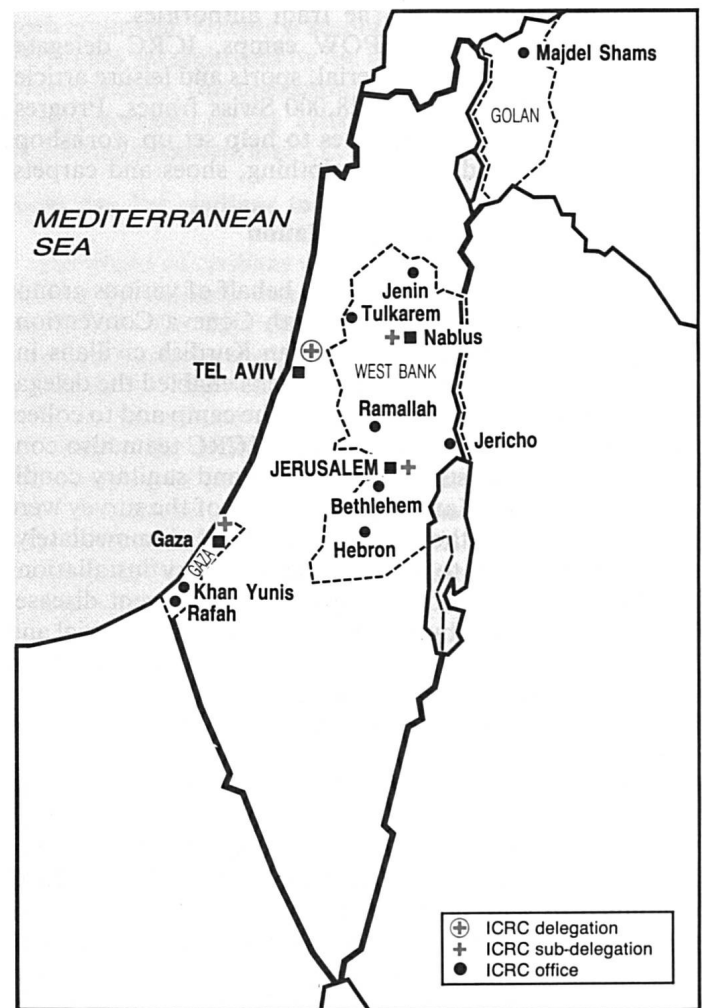 Majdel Shams
GOLAN
MEDITERRANEAN
SEA
Jenin
Tulkarem
Nablus
TEL AVIV
WEST BANK
Ramallah
Jericho
JERUSALEM
Bethlehem
Hebron
Gaza
GAZA
Khan Yunis
Rafah
ICRC delegation
ICRC sub-delegation
ICRC office